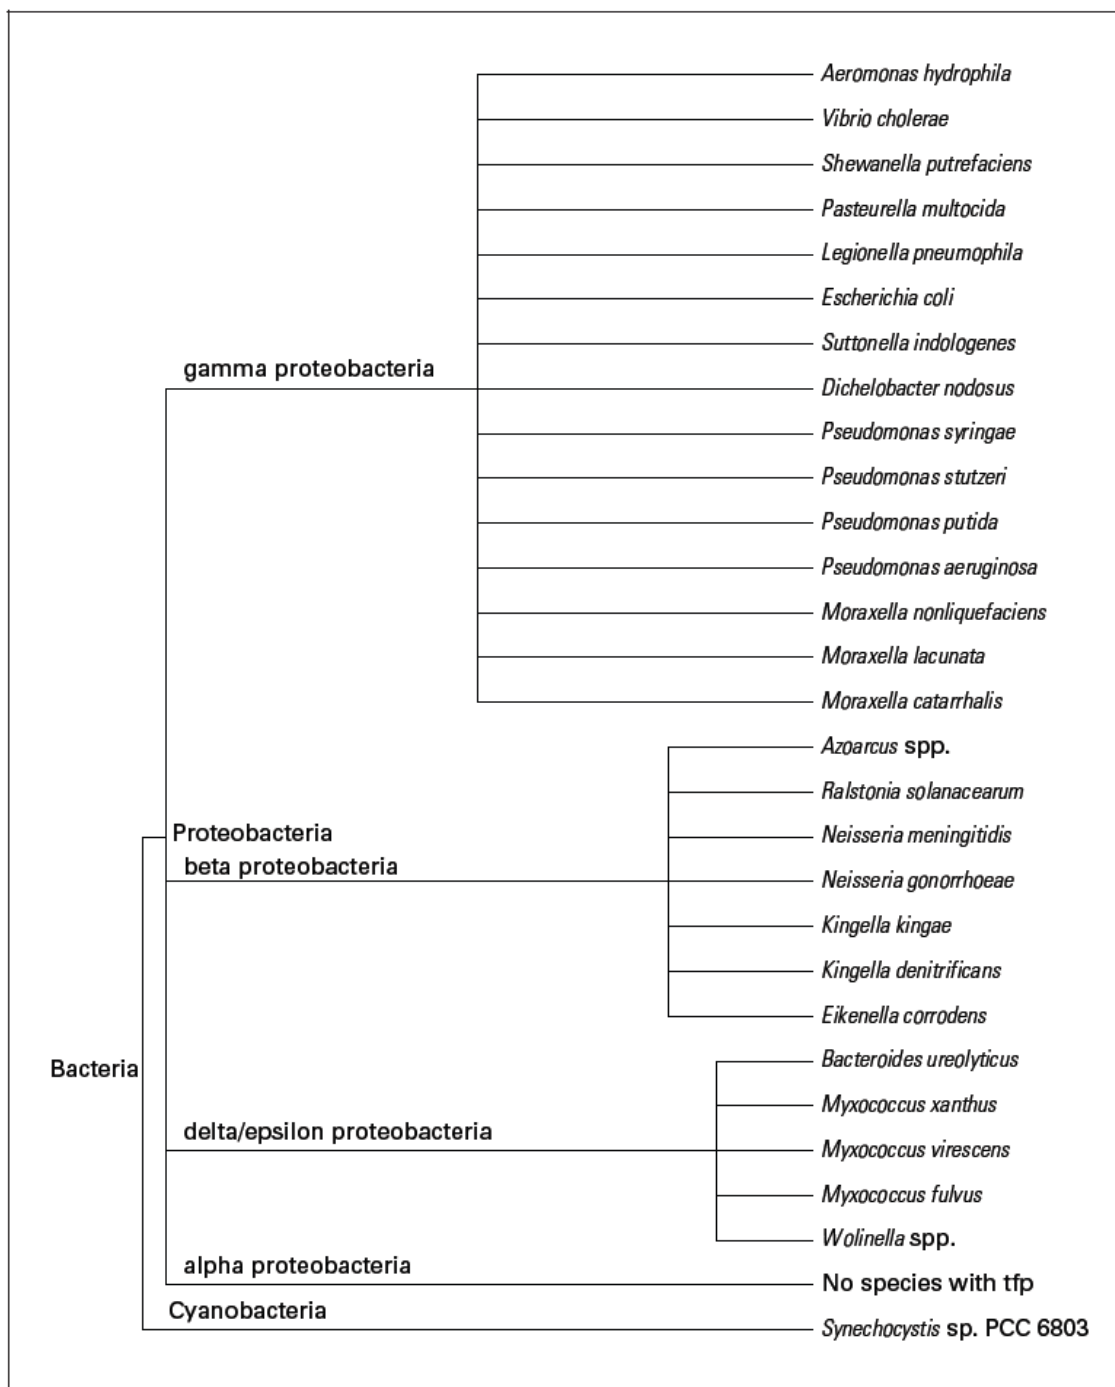 Aeromonas hydrophila
Vibrio cholerae
Shewanella putrefaciens
Pasteurella multocida
Legionella pneumophila
Escherichia coli
Suttonella indologenes
gamma proteobacteria
Dichelobacter nodosus
Pseudomonas syringae
Pseudomonas stutzeri
Pseudomonas putida
Pseudomonas aeruginosa
Moraxella nonliquefaciens
Moraxella lacunata
Moraxella catarrhalis
Azoarcus spp.
Ralstonia solanacearum
Proteobacteria
Neisseria meningitidis
beta proteobacteria
Neisseria gonorrhoeae
Kingella kingae
Kingella denitrificans
Eikenella corrodens
Bacteria
Bacteroides ureolyticus
Myxococcus xanthus
delta/epsilon proteobacteria
Myxococcus virescens
Myxococcus fulvus
Wolinella spp.
alpha proteobacteria
No species with tfp
Cyanobacteria
Synechocystis sp. PCC 6803